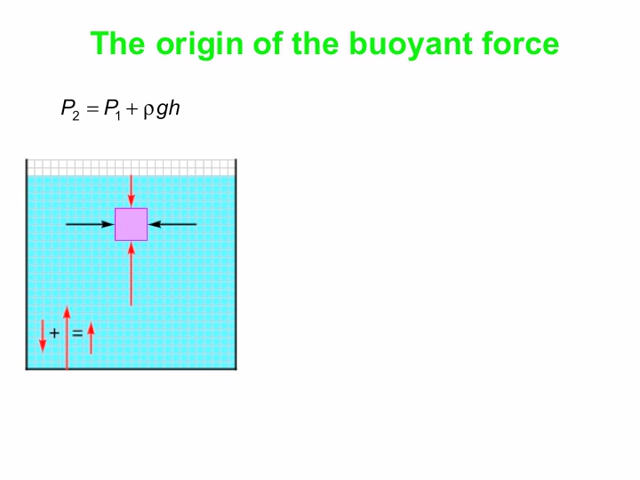 The origin of the buoyant force
P₂ = P₁ + ρgh
+ =